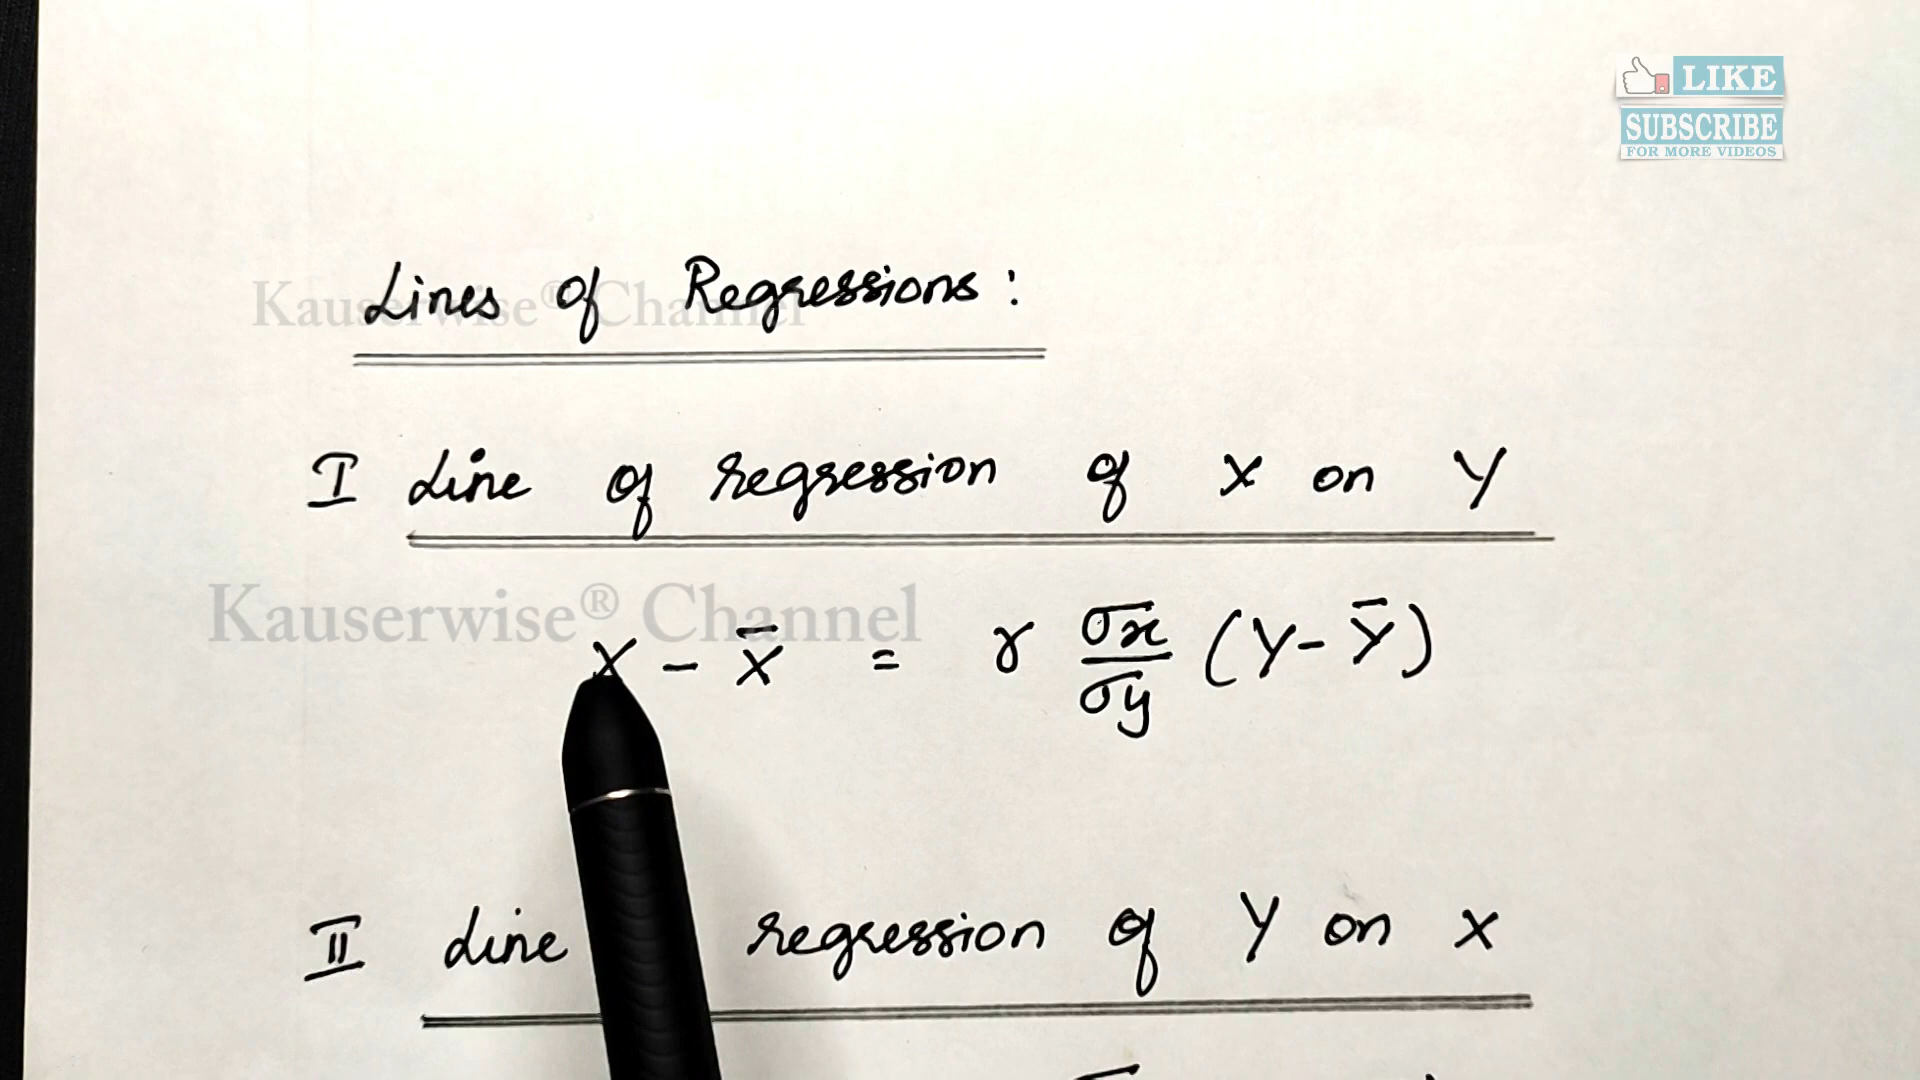 LIKE
SUBSCRIBE
FOR MORE VIDEOS
Kauserwise® Channel
Lines of Regressions:
I Line of regression of X on Y
Kauserwise® Channel
X - X̄ = r σx/σy (Y - Ȳ)
II Line regression of Y on X